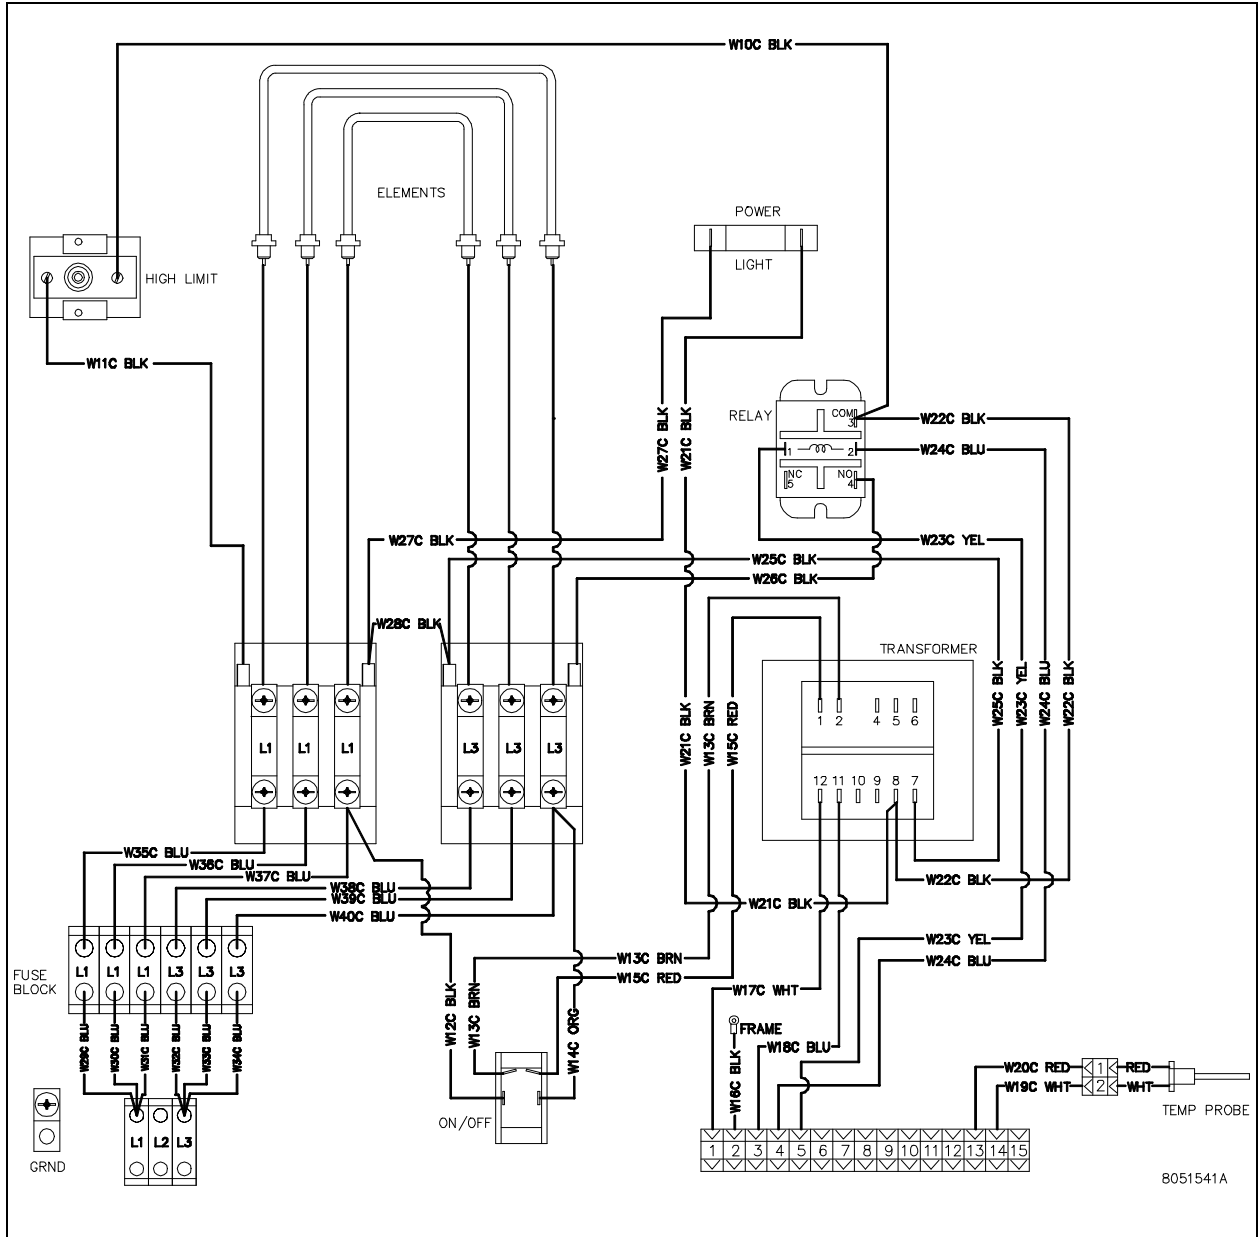 W10C BLK
ELEMENTS
POWER
LIGHT
HIGH LIMIT
W11C BLK
W27C BLK
W21C BLK
RELAY
COM
3
1
2
NC
5
NO
4
W22C BLK
W24C BLU
W27C BLK
W23C YEL
W25C BLK
W26C BLK
W28C BLK
TRANSFORMER
W25C BLK
W23C YEL
W24C BLU
W22C BLK
W21C BLK
W13C BRN
W15C RED
1 2 4 5 6
12 11 10 9 8 7
L1 L1 L1
L3 L3 L3
W35C BLU
W36C BLU
W37C BLU
W38C BLU
W39C BLU
W40C BLU
W22C BLK
W21C BLK
W23C YEL
W24C BLU
W13C BRN
W15C RED
W17C WHT
FUSE
BLOCK
L1 L1 L1 L3 L3 L3
W29C BLU
W30C BLU
W31C BLU
W32C BLU
W33C BLU
W34C BLU
W12C BLK
W13C BRN
W14C ORG
FRAME
W16C BLK
W18C BLU
W20C RED
1
RED
W19C WHT
2
WHT
TEMP PROBE
ON/OFF
L1 L2 L3
GRND
1 2 3 4 5 6 7 8 9 10 11 12 13 14 15
8051541A